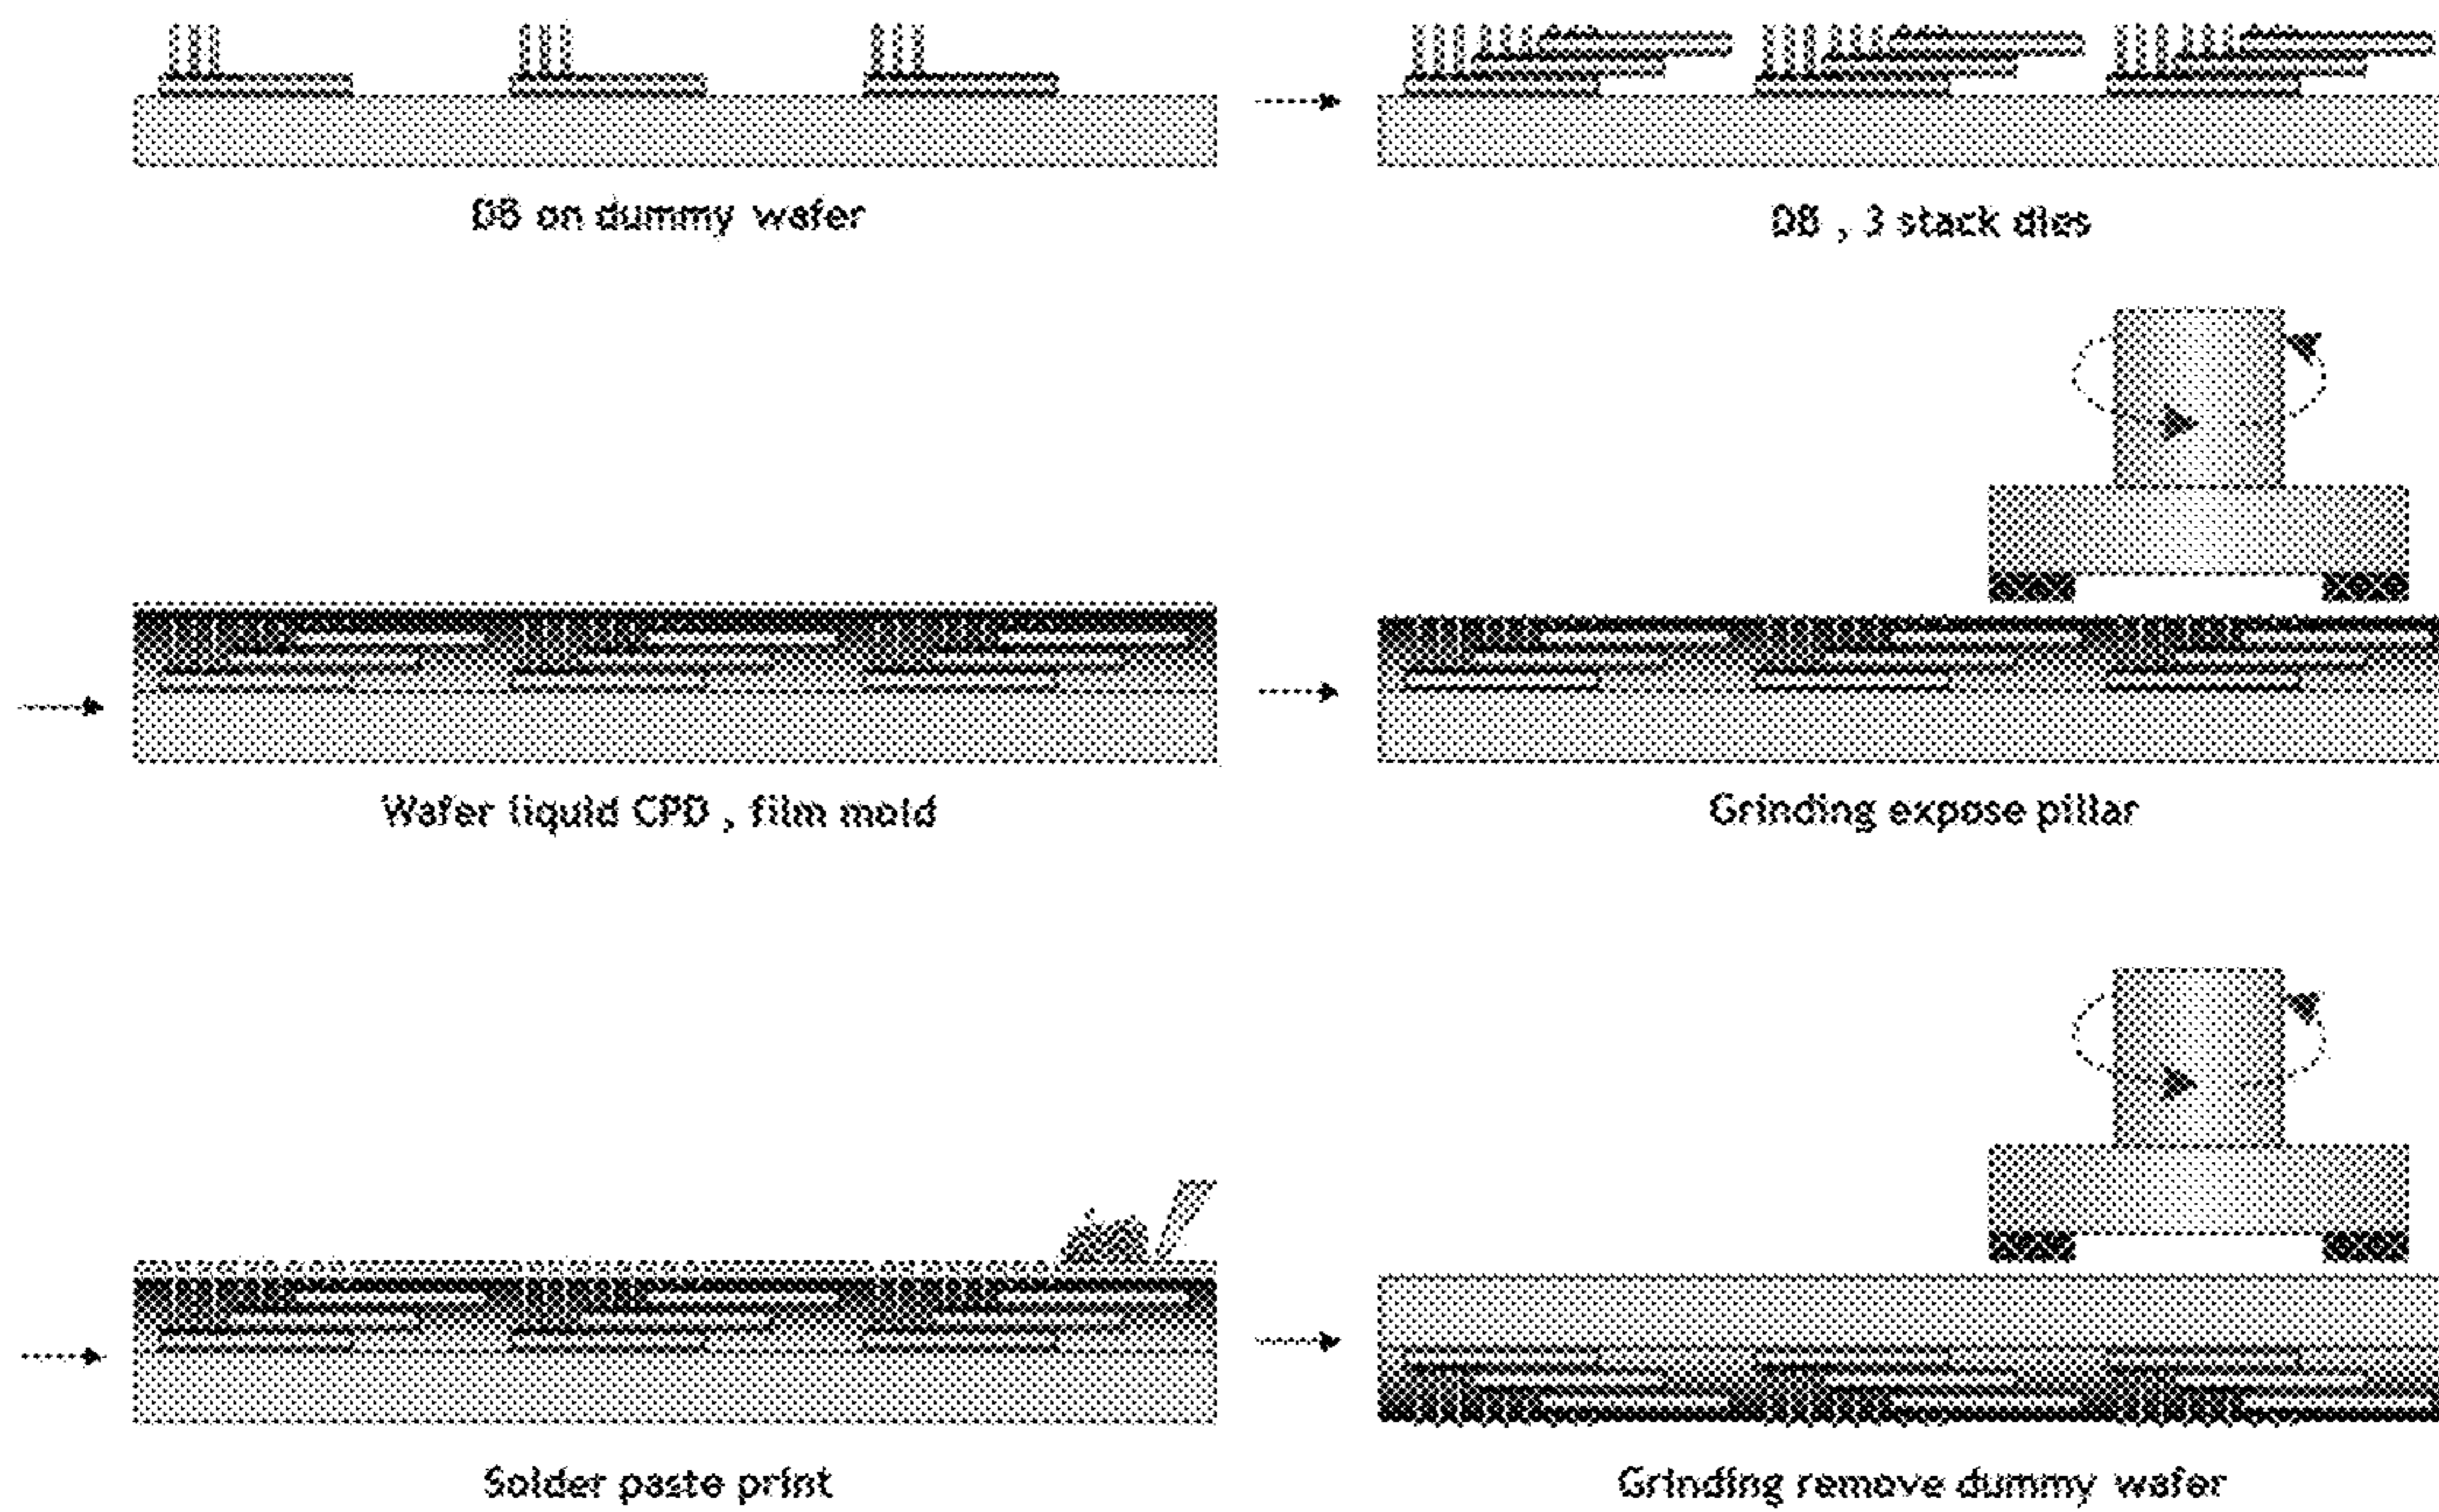 DB on dummy wafer
DB , 3 stack dies
Wafer liquid CPD , film mold
Grinding expose pillar
Solder paste print
Grinding remove dummy wafer